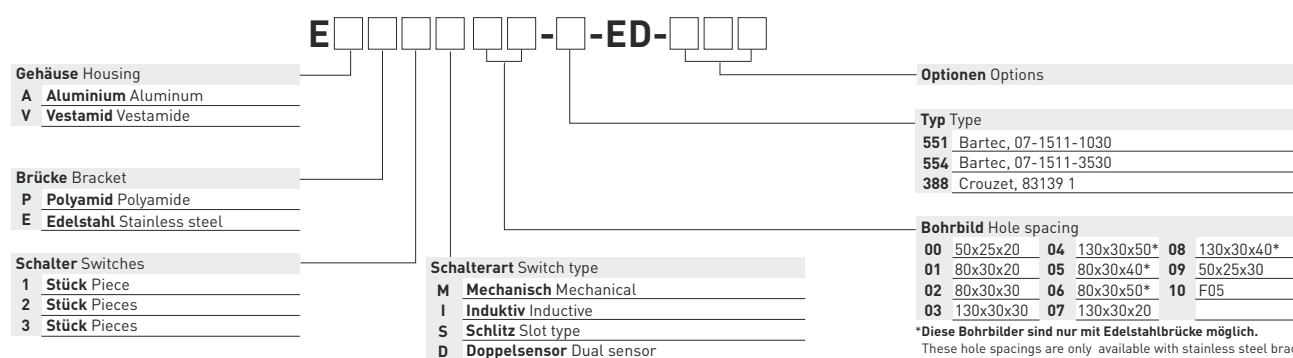 E -  -ED-
Gehäuse Housing
A Aluminium Aluminum
V Vestamid Vestamide
Brücke Bracket
P Polyamid Polyamide
E Edelstahl Stainless steel
Schalter Switches
1 Stück Piece
2 Stück Pieces
3 Stück Pieces
Schalterart Switch type
M Mechanisch Mechanical
I Induktiv Inductive
S Schlitz Slot type
D Doppelsensor Dual sensor
Optionen Options
Typ Type
551 Bartec, 07-1511-1030
554 Bartec, 07-1511-3530
388 Crouzet, 83139 1
Bohrbild Hole spacing
00 50x25x20 04 130x30x50* 08 130x30x40*
01 80x30x20 05 80x30x40* 09 50x25x30
02 80x30x30 06 80x30x50* 10 F05
03 130x30x30 07 130x30x20
*Diese Bohrbilder sind nur mit Edelstahlbrücke möglich.
These hole spacings are only available with stainless steel